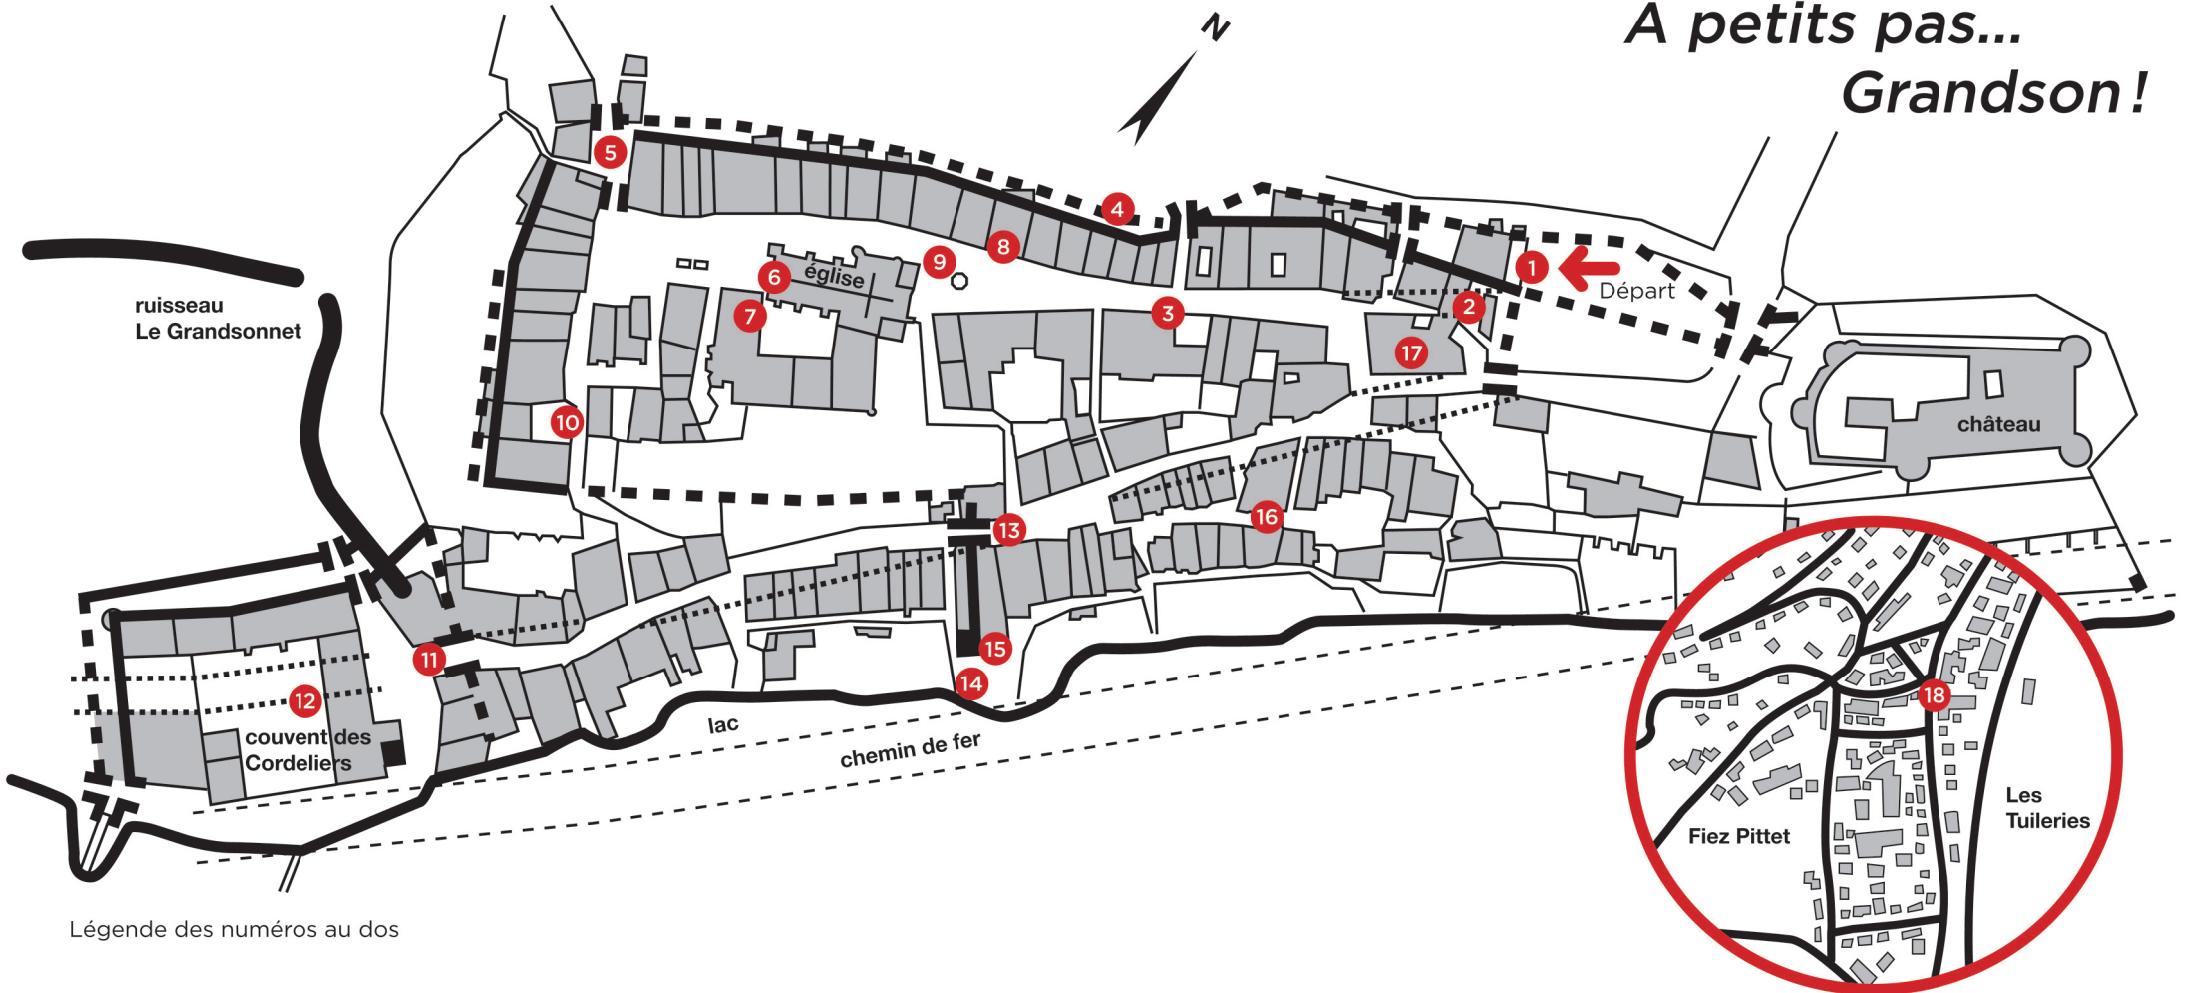 A petits pas...
Grandson !
N
5
4
8
9
6
église
1
Départ
2
3
7
17
ruisseau
Le Grandsonnet
10
château
16
13
11
15
14
12
18
lac
couvent des
Cordeliers
chemin de fer
Les
Tuileries
Fiez Pittet
Légende des numéros au dos